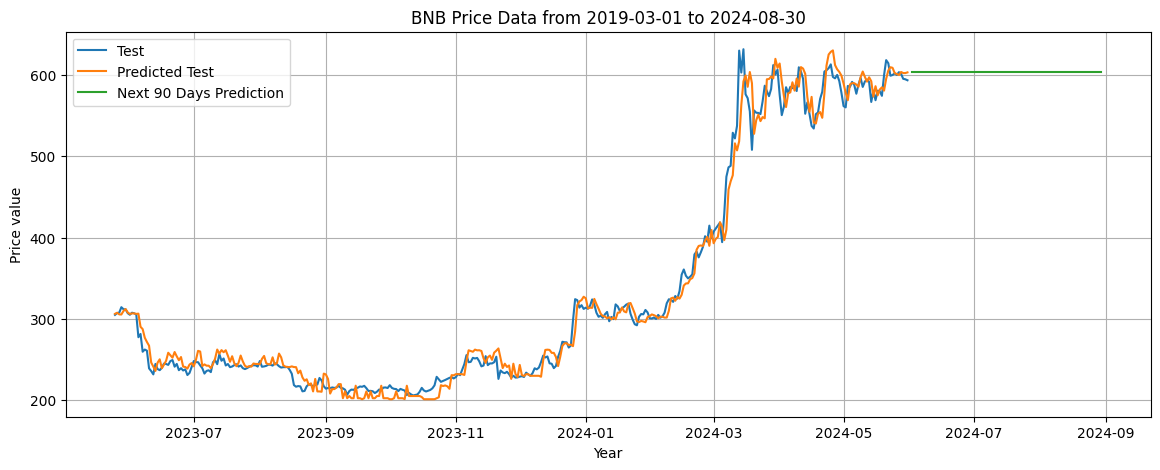 BNB Price Data from 2019-03-01 to 2024-08-30
Test
Predicted Test
Next 90 Days Prediction
Price value
600
500
400
300
200
2023-07
2023-09
2023-11
2024-01
2024-03
2024-05
2024-07
2024-09
Year